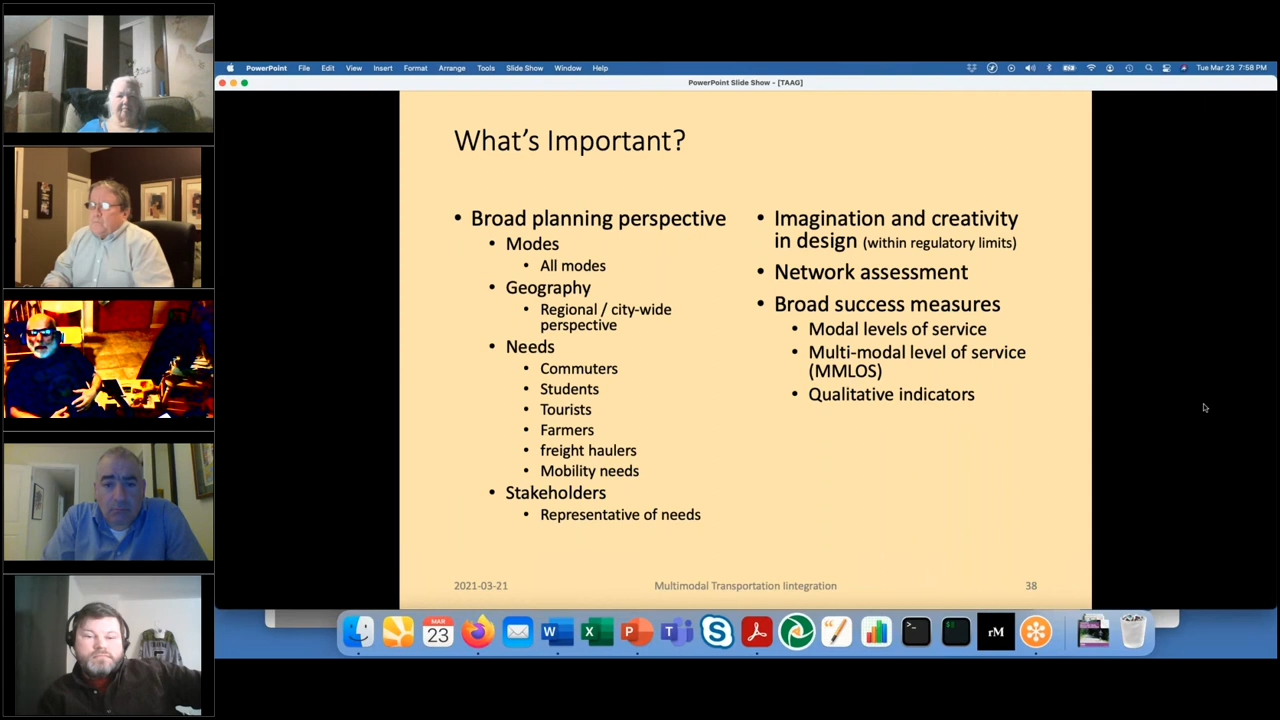 PowerPoint File Edit View Insert Format Arrange Tools Slide Show Window Help Tue Mar 23 7:58 PM
PowerPoint Slide Show - [TAAG]
What's Important?
• Broad planning perspective
• Modes
• All modes
• Geography
• Regional / city-wide
perspective
• Needs
• Commuters
• Students
• Tourists
• Farmers
• freight haulers
• Mobility needs
• Stakeholders
• Representative of needs
• Imagination and creativity
in design (within regulatory limits)
• Network assessment
• Broad success measures
• Modal levels of service
• Multi-modal level of service
(MMLOS)
• Qualitative indicators
2021-03-21 Multimodal Transportation Iintegration 38
MAR
23
W
X
P
T
S
>_
$
rM